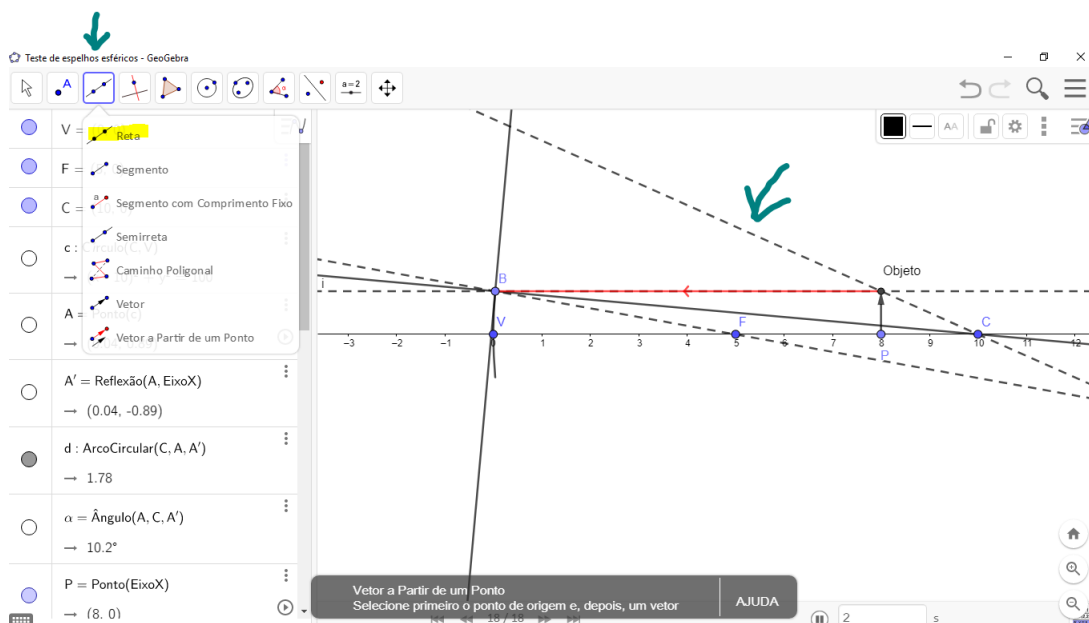 Teste de espelhos esféricos - GeoGebra
A
a=2
V =
F =
C =
c :
A =
Reta
Segmento
a
Segmento com Comprimento Fixo
Semirreta
Caminho Poligonal
Vetor
Vetor a Partir de um Ponto
A′ = Reflexão(A, EixoX)
→ (0.04, -0.89)
d : ArcoCircular(C, A, A′)
→ 1.78
α = Ângulo(A, C, A′)
→ 10.2°
P = Ponto(EixoX)
→ (8, 0)
AA
Objeto
i
B
V
F
P
C
-3 -2 -1 0 1 2 3 4 5 6 7 8 9 10 11 12
Vetor a Partir de um Ponto
Selecione primeiro o ponto de origem e, depois, um vetor
AJUDA
18 / 18
2 s